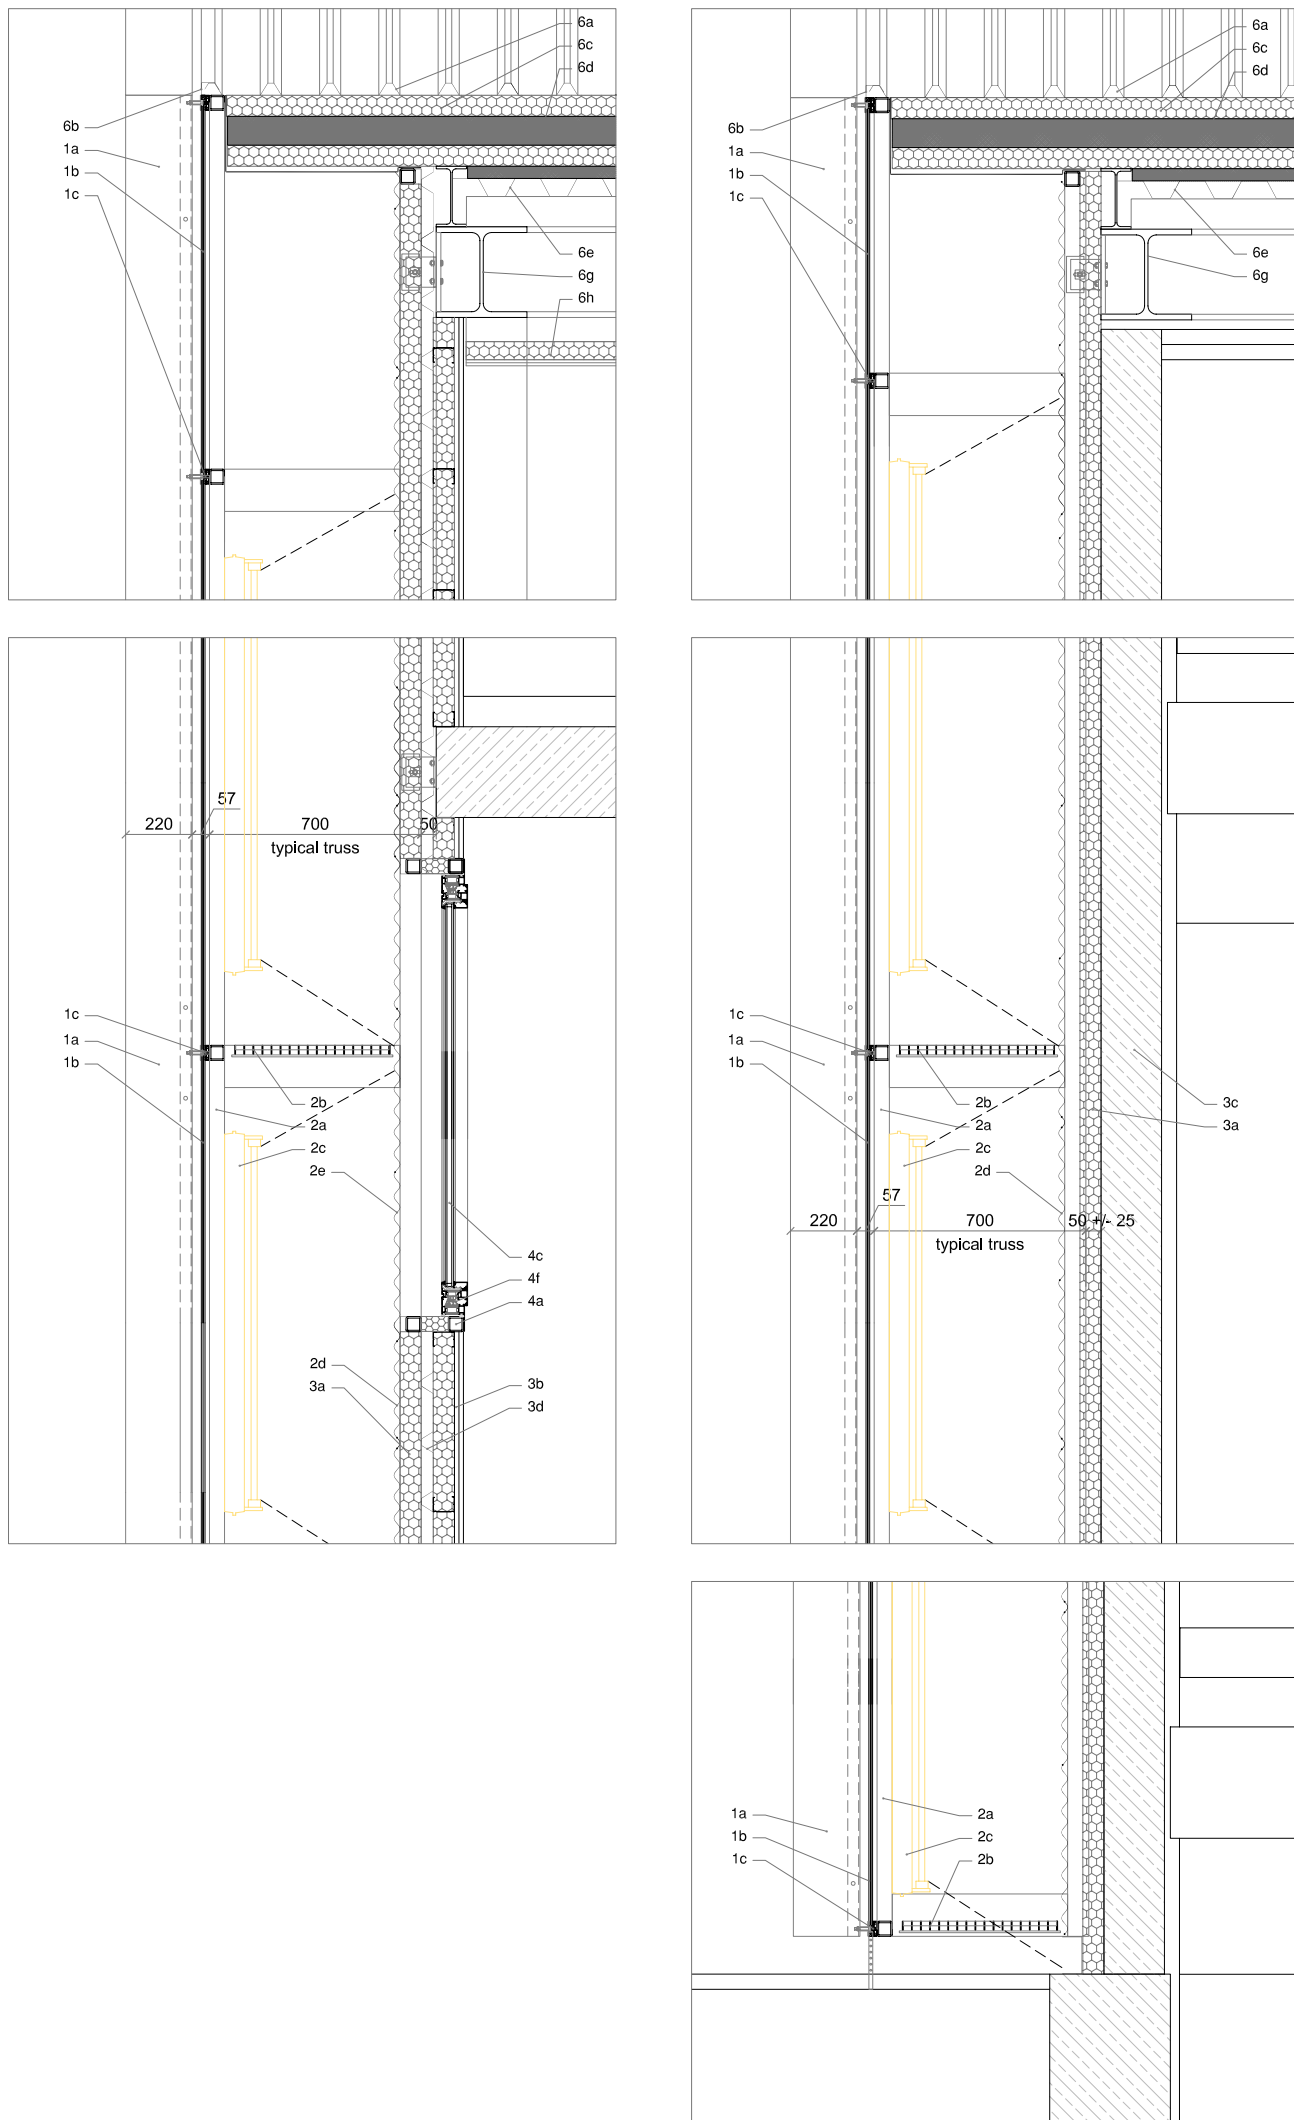 6a
6c
6d
6b
1a
1b
1c
6e
6g
6h
6a
6c
6d
6b
1a
1b
1c
6e
6g
57
220
700
50
typical truss
1c
1a
1b
2b
2a
2c
2e
4c
4f
4a
2d
3a
3b
3d
1c
1a
1b
2b
2a
2c
2d
3c
3a
57
220
700
50 +/- 25
typical truss
1a
1b
1c
2a
2c
2b